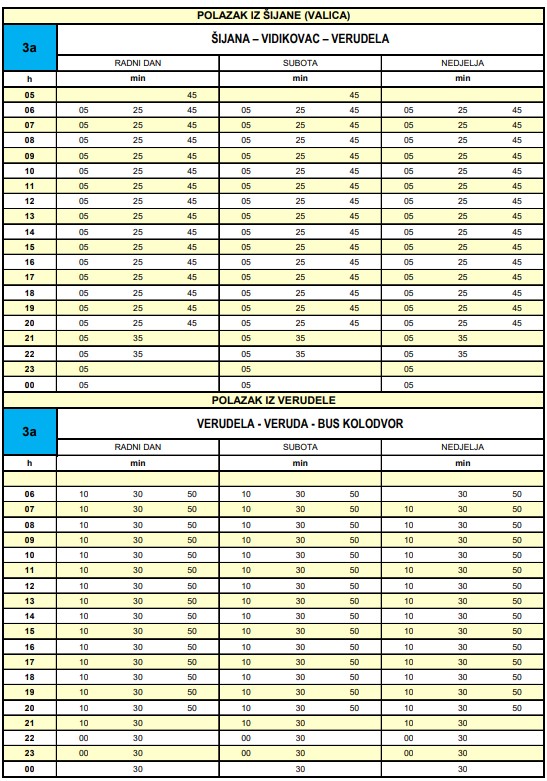 POLAZAK IZ ŠIJANE (VALICA)
3a ŠIJANA – VIDIKOVAC – VERUDELA
RADNI DAN SUBOTA NEDJELJA
h min min min
05 45 45
06 05 25 45 05 25 45 05 25 45
07 05 25 45 05 25 45 05 25 45
08 05 25 45 05 25 45 05 25 45
09 05 25 45 05 25 45 05 25 45
10 05 25 45 05 25 45 05 25 45
11 05 25 45 05 25 45 05 25 45
12 05 25 45 05 25 45 05 25 45
13 05 25 45 05 25 45 05 25 45
14 05 25 45 05 25 45 05 25 45
15 05 25 45 05 25 45 05 25 45
16 05 25 45 05 25 45 05 25 45
17 05 25 45 05 25 45 05 25 45
18 05 25 45 05 25 45 05 25 45
19 05 25 45 05 25 45 05 25 45
20 05 25 45 05 25 45 05 25 45
21 05 35 05 35 05 35
22 05 35 05 35 05 35
23 05 05 05
00 05 05 05
POLAZAK IZ VERUDELE
3a VERUDELA - VERUDA - BUS KOLODVOR
RADNI DAN SUBOTA NEDJELJA
h min min min
06 10 30 50 10 30 50 30 50
07 10 30 50 10 30 50 10 30 50
08 10 30 50 10 30 50 10 30 50
09 10 30 50 10 30 50 10 30 50
10 10 30 50 10 30 50 10 30 50
11 10 30 50 10 30 50 10 30 50
12 10 30 50 10 30 50 10 30 50
13 10 30 50 10 30 50 10 30 50
14 10 30 50 10 30 50 10 30 50
15 10 30 50 10 30 50 10 30 50
16 10 30 50 10 30 50 10 30 50
17 10 30 50 10 30 50 10 30 50
18 10 30 50 10 30 50 10 30 50
19 10 30 50 10 30 50 10 30 50
20 10 30 50 10 30 50 10 30 50
21 10 30 10 30 10 30
22 00 30 00 30 00 30
23 00 30 00 30 00 30
00 30 30 30